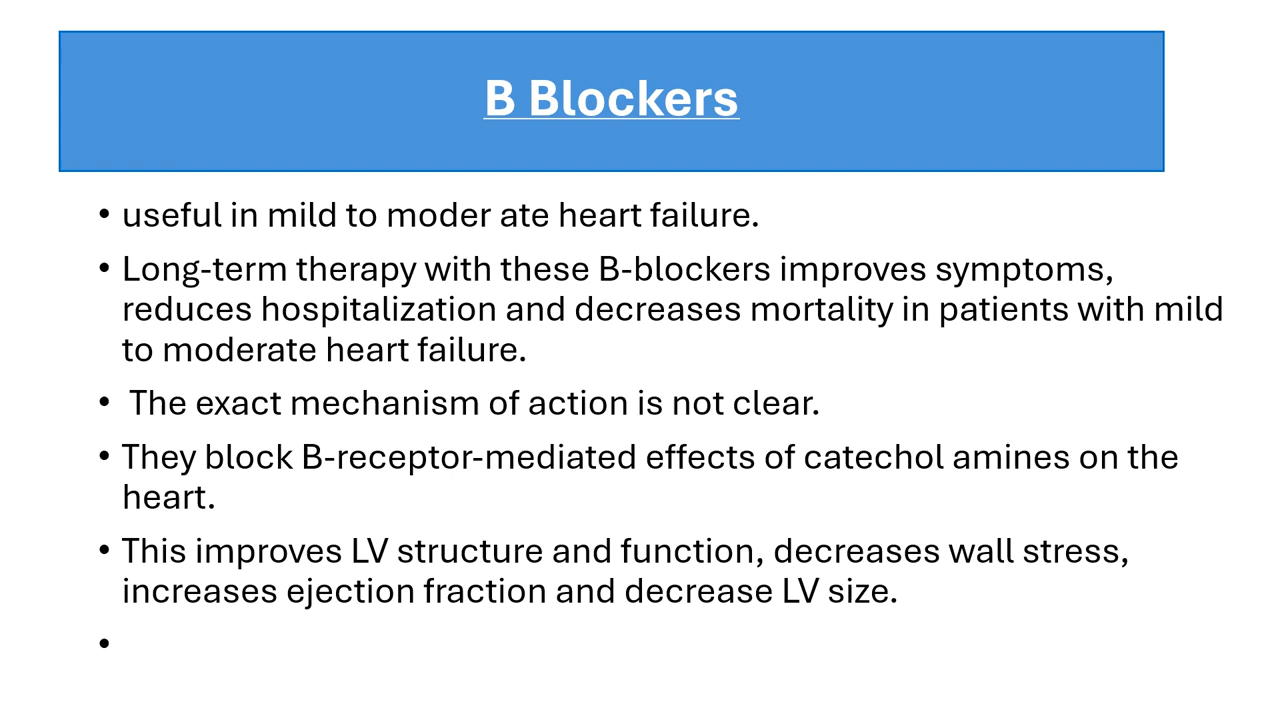 B Blockers
• useful in mild to moder ate heart failure.
• Long-term therapy with these B-blockers improves symptoms,
reduces hospitalization and decreases mortality in patients with mild
to moderate heart failure.
• The exact mechanism of action is not clear.
• They block B-receptor-mediated effects of catechol amines on the
heart.
• This improves LV structure and function, decreases wall stress,
increases ejection fraction and decrease LV size.
•